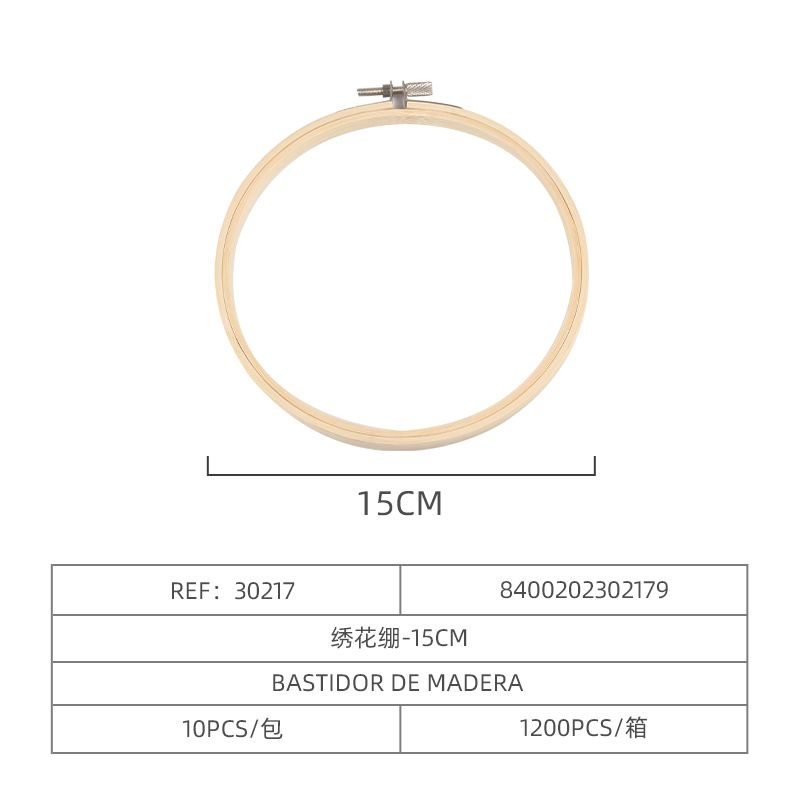 15CM
REF：30217
8400202302179
绣花绷-15CM
BASTIDOR DE MADERA
10PCS/包
1200PCS/箱